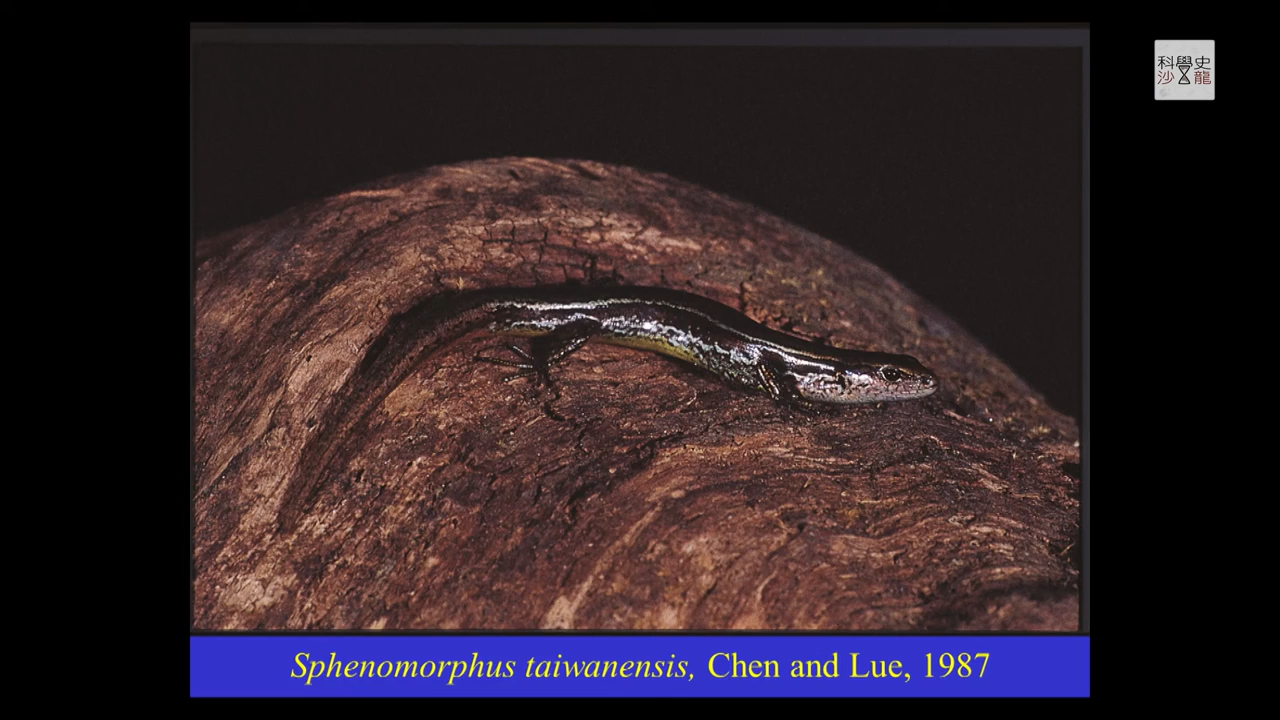 科學史
沙龍
Sphenomorphus taiwanensis, Chen and Lue, 1987